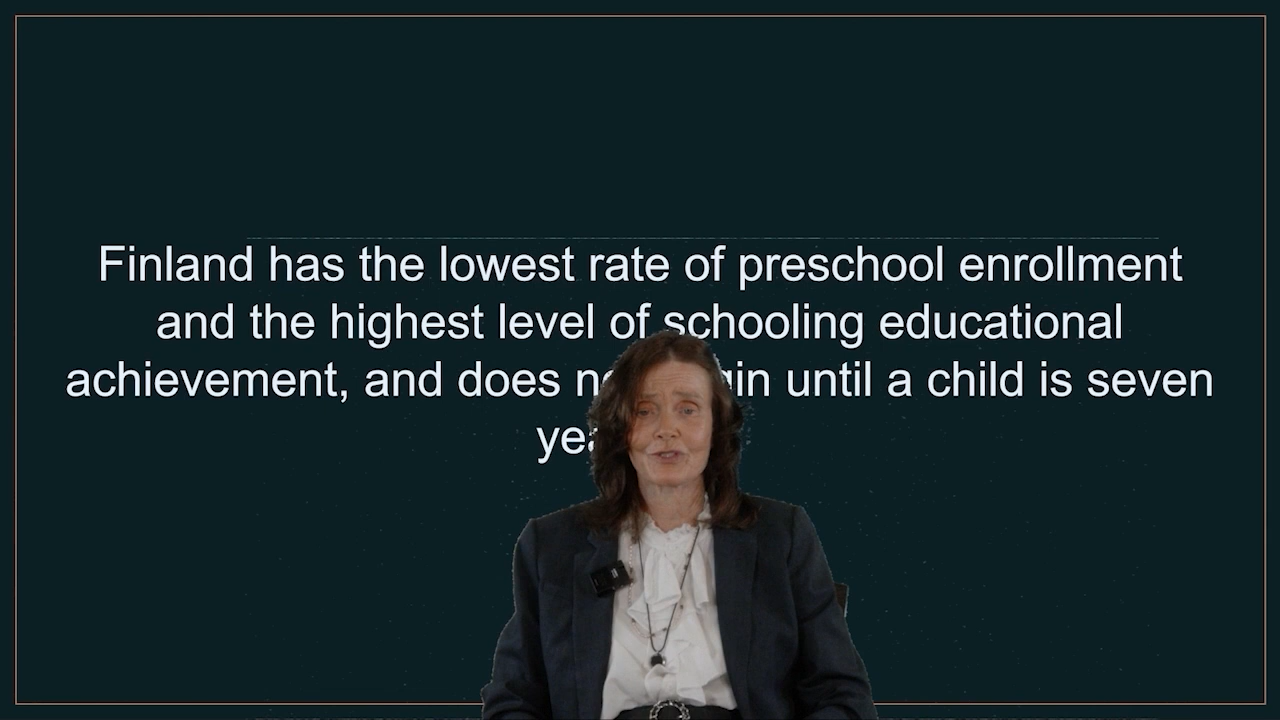 Finland has the lowest rate of preschool enrollment
and the highest level of schooling educational
achievement, and does until a child is seven